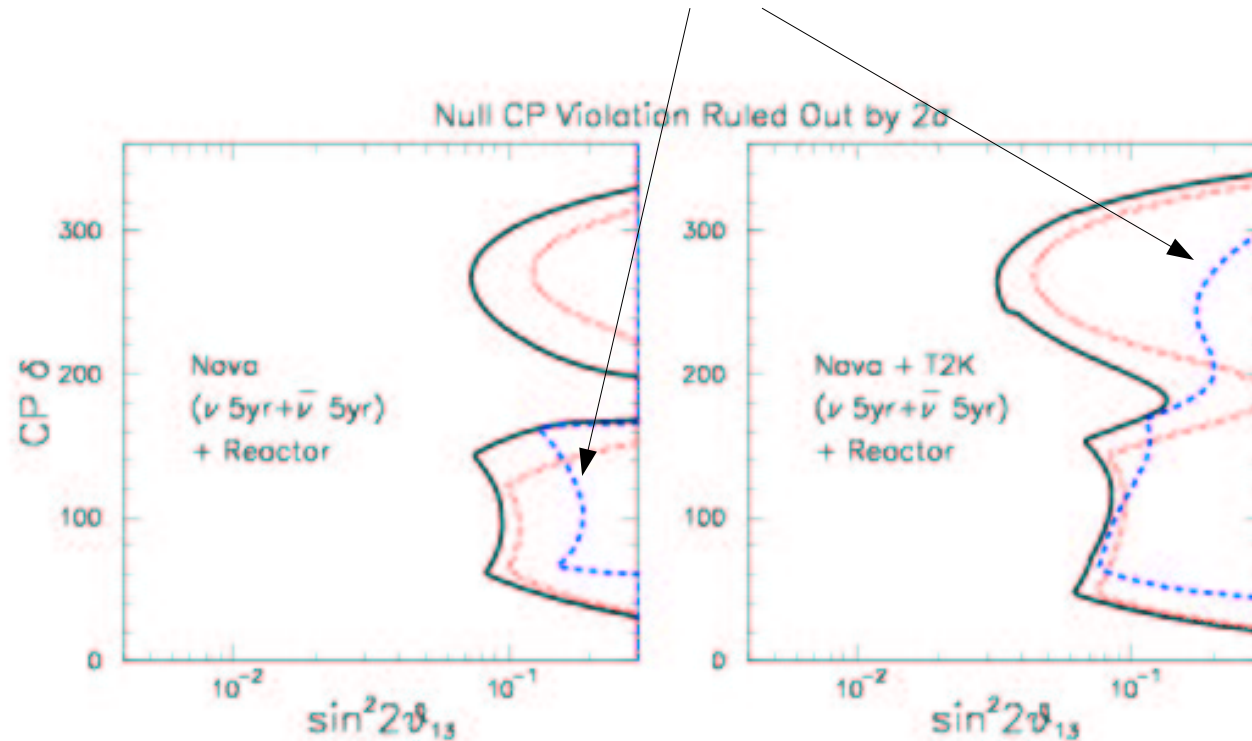 Null CP Violation Ruled Out by 2σ
CP δ
300
200
100
0
Nova
(ν 5yr+ν̄ 5yr)
+ Reactor
10⁻²
10⁻¹
sin²2ϑ₁₃
300
200
100
0
Nova + T2K
(ν 5yr+ν̄ 5yr)
+ Reactor
10⁻²
10⁻¹
sin²2ϑ₁₃